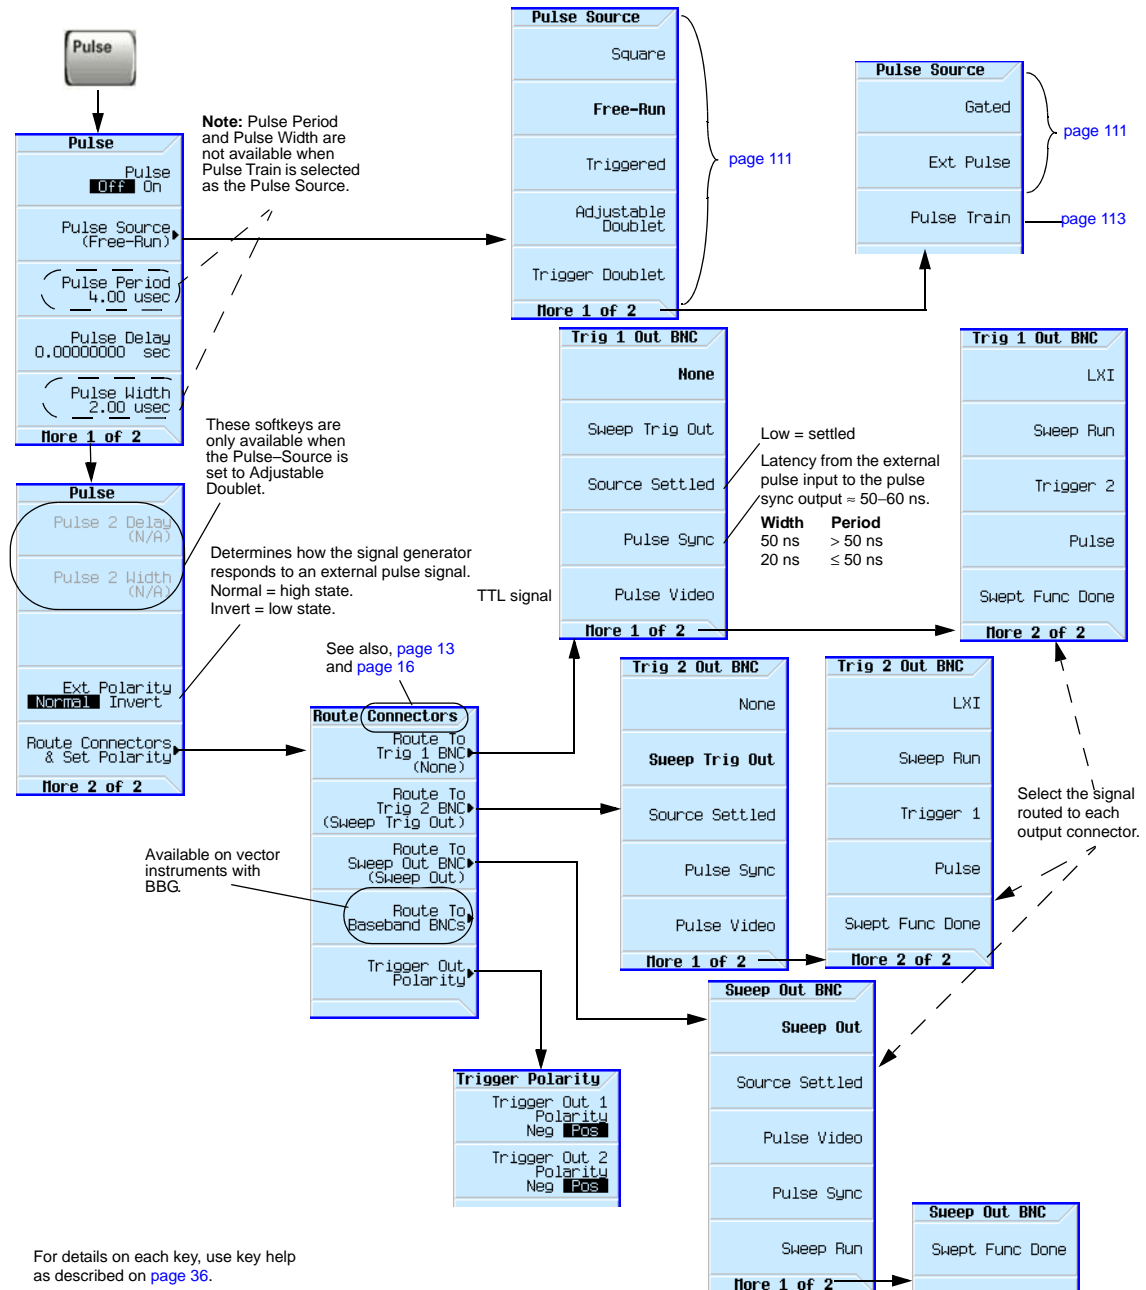 Pulse
Note: Pulse Period
and Pulse Width are
not available when
Pulse Train is selected
as the Pulse Source.
Pulse
Pulse
Off On
Pulse Source
(Free-Run)
Pulse Period
4.00 usec
Pulse Delay
0.00000000 sec
Pulse Width
2.00 usec
More 1 of 2
Pulse Source
Square
Free-Run
Triggered
Adjustable
Doublet
Trigger Doublet
More 1 of 2
page 111
Pulse Source
Gated
Ext Pulse
Pulse Train
page 111
page 113
These softkeys are
only available when
the Pulse–Source is
set to Adjustable
Doublet.
Pulse
Pulse 2 Delay
(N/A)
Pulse 2 Width
(N/A)
Ext Polarity
Normal Invert
Route Connectors
& Set Polarity
More 2 of 2
Determines how the signal generator
responds to an external pulse signal.
Normal = high state.
Invert = low state.
See also, page 13
and page 16
TTL signal
Trig 1 Out BNC
None
Sweep Trig Out
Source Settled
Pulse Sync
Pulse Video
More 1 of 2
Low = settled
Latency from the external
pulse input to the pulse
sync output ≈ 50–60 ns.
Width Period
50 ns > 50 ns
20 ns ≤ 50 ns
Trig 1 Out BNC
LXI
Sweep Run
Trigger 2
Pulse
Swept Func Done
More 2 of 2
Route Connectors
Route To
Trig 1 BNC
(None)
Route To
Trig 2 BNC
(Sweep Trig Out)
Route To
Sweep Out BNC
(Sweep Out)
Route To
Baseband BNCs
Trigger Out
Polarity
Available on vector
instruments with
BBG.
Trig 2 Out BNC
None
Sweep Trig Out
Source Settled
Pulse Sync
Pulse Video
More 1 of 2
Trig 2 Out BNC
LXI
Sweep Run
Trigger 1
Pulse
Swept Func Done
More 2 of 2
Select the signal
routed to each
output connector.
Trigger Polarity
Trigger Out 1
Polarity
Neg Pos
Trigger Out 2
Polarity
Neg Pos
Sweep Out BNC
Sweep Out
Source Settled
Pulse Video
Pulse Sync
Sweep Run
More 1 of 2
Sweep Out BNC
Swept Func Done
For details on each key, use key help
as described on page 36.